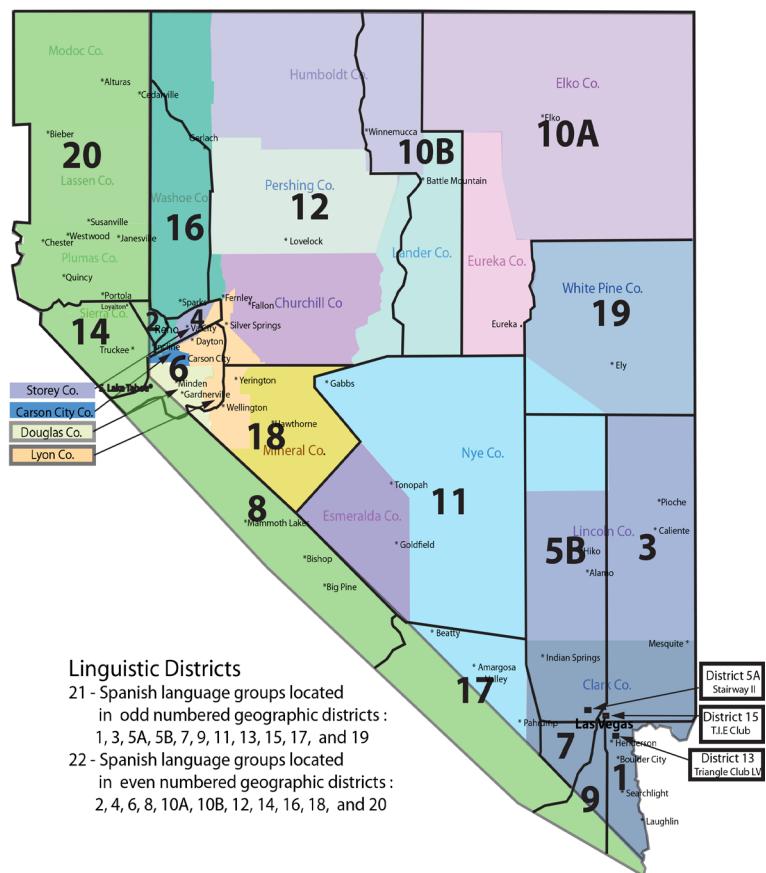 Modoc Co.
*Alturas
*Cedarville
Humboldt Co.
Elko Co.
*Elko
10A
*Bieber
20
Gerlach
*Winnemucca
10B
Lassen Co.
Washoe Co
Pershing Co.
12
* Battle Mountain
16
*Susanville
*Westwood
*Janesville
*Chester
* Lovelock
Plumas Co.
Lander Co.
Eureka Co.
*Quincy
White Pine Co.
19
*Portola
Loyalton*
*Sparks
*Fernley
*Fallon
Churchill Co
Sierra Co.
14
2
4
Reno
*Va City
* Silver Springs
Eureka .
Truckee *
* Dayton
Carson City
6
* Ely
S. Lake Tahoe*
*Minden
*Gardnerville
* Yerington
* Gabbs
Storey Co.
Carson City Co.
Douglas Co.
Lyon Co.
* Wellington
*Hawthorne
18
Mineral Co.
Nye Co.
* Tonopah
11
8
*Mammoth Lakes
Esmeralda Co.
*Pioche
* Caliente
Lincoln Co.
5B
*Hiko
3
* Goldfield
*Alamo
*Bishop
*Big Pine
* Beatty
Mesquite *
* Indian Springs
* Amargosa
Valley
17
Clark Co.
District 5A
Stairway II
* Pahrump
Las Vegas
District 15
T.I.E Club
7
* Henderson
District 13
Triangle Club LV
*Boulder City
1
9
* Searchlight
* Laughlin
Linguistic Districts
21 - Spanish language groups located
in odd numbered geographic districts :
1, 3, 5A, 5B, 7, 9, 11, 13, 15, 17, and 19
22 - Spanish language groups located
in even numbered geographic districts :
2, 4, 6, 8, 10A, 10B, 12, 14, 16, 18, and 20